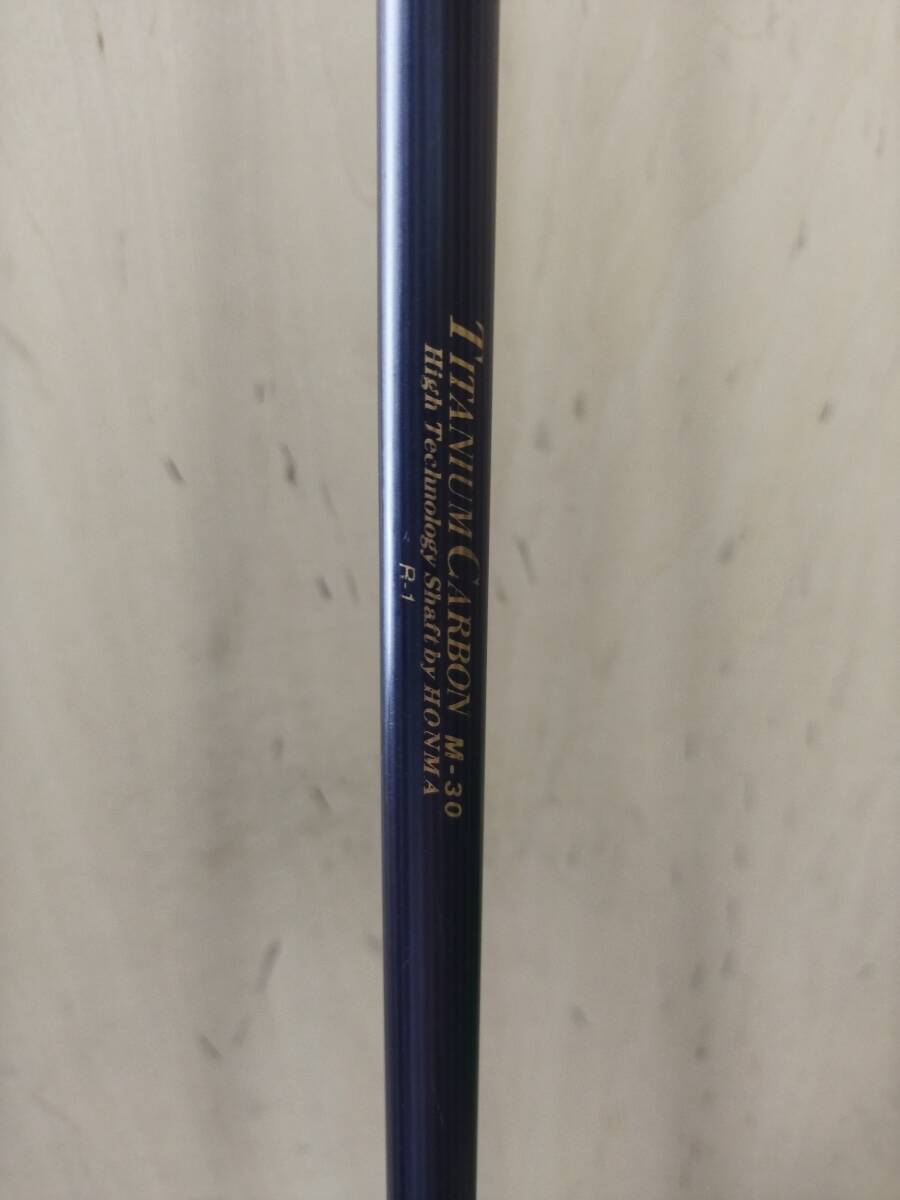 TITANIUM CARBON M-30
High Technology Shaft by HONMA
R-1